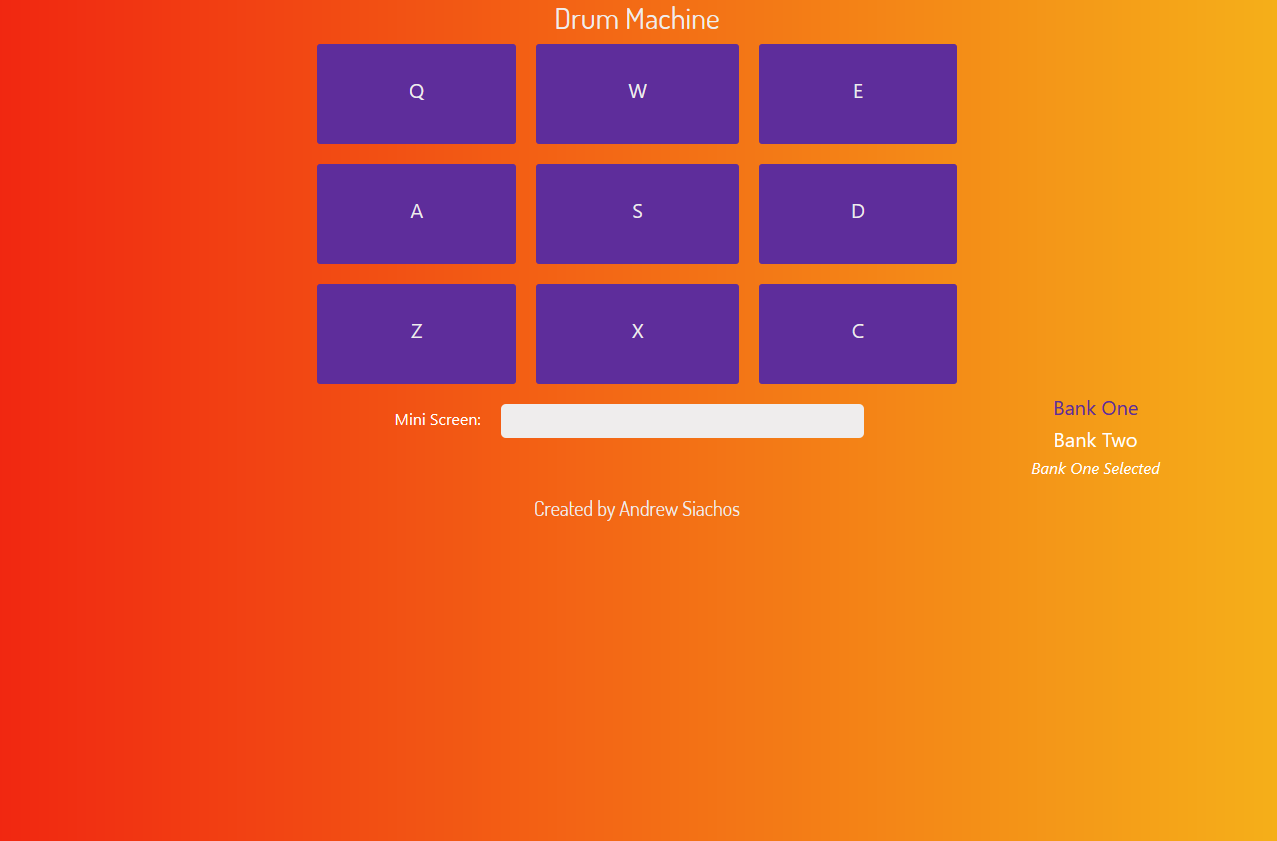 Drum Machine
Q W E
A S D
Z X C
Mini Screen:
Bank One
Bank Two
Bank One Selected
Created by Andrew Siachos